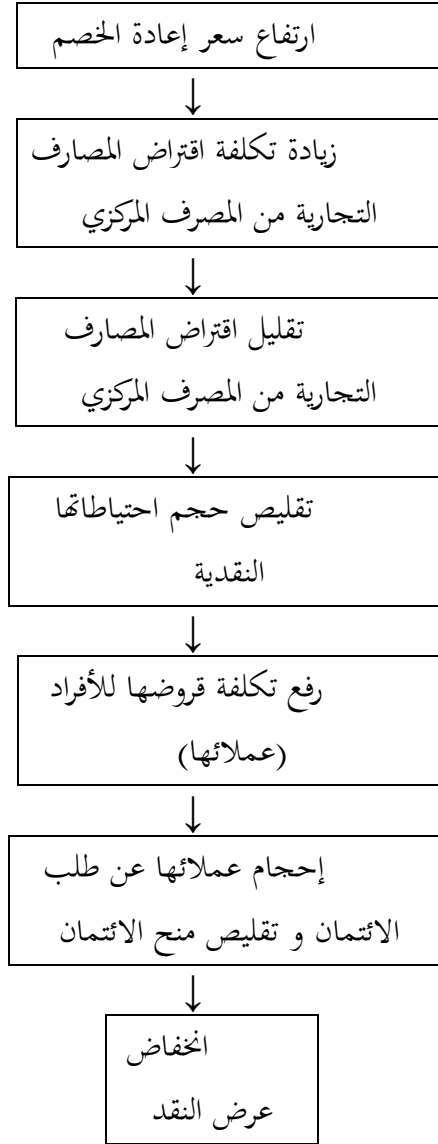 ارتفاع سعر إعادة الخصم
↓
زيادة تكلفة اقتراض المصارف
التجارية من المصرف المركزي
↓
تقليل اقتراض المصارف
التجارية من المصرف المركزي
↓
تقليص حجم احتياطاتها
النقدية
↓
رفع تكلفة قروضها للأفراد
(عملائها)
↓
إحجام عملائها عن طلب
الائتمان و تقليص منح الائتمان
↓
انخفاض
عرض النقد